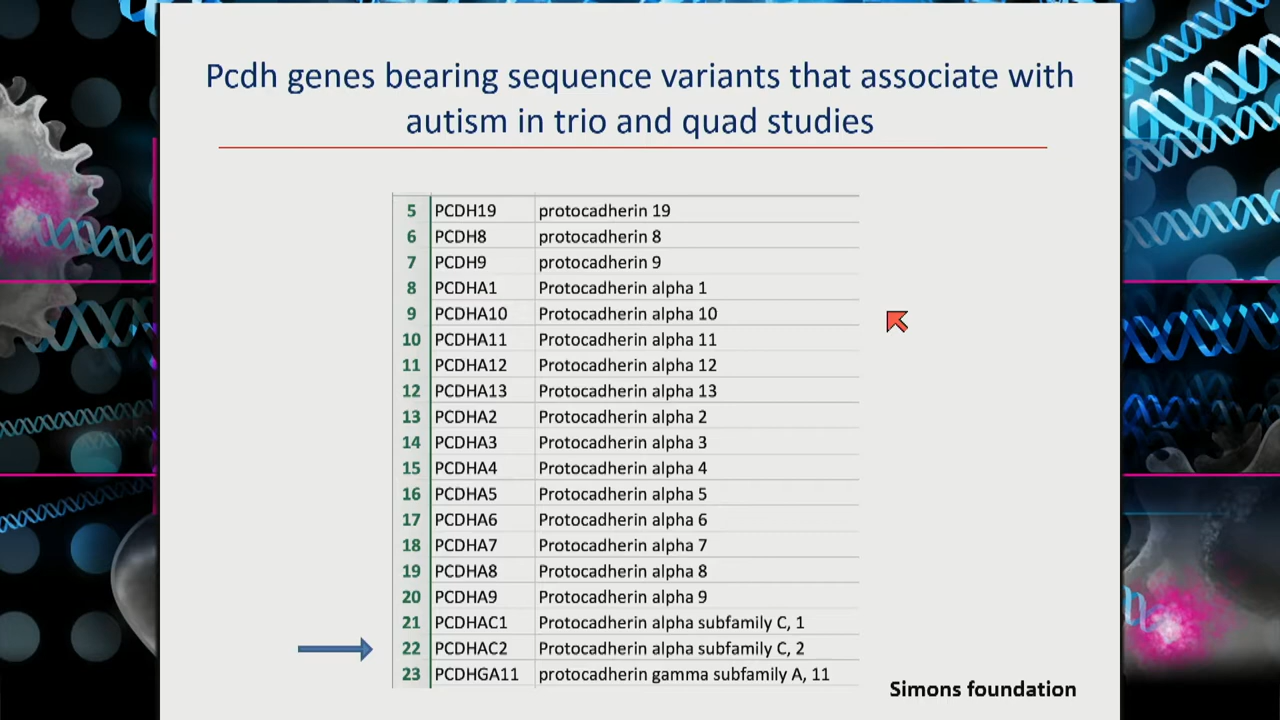 Pcdh genes bearing sequence variants that associate with
autism in trio and quad studies
5 PCDH19 protocadherin 19
6 PCDH8 protocadherin 8
7 PCDH9 protocadherin 9
8 PCDHA1 Protocadherin alpha 1
9 PCDHA10 Protocadherin alpha 10
10 PCDHA11 Protocadherin alpha 11
11 PCDHA12 Protocadherin alpha 12
12 PCDHA13 Protocadherin alpha 13
13 PCDHA2 Protocadherin alpha 2
14 PCDHA3 Protocadherin alpha 3
15 PCDHA4 Protocadherin alpha 4
16 PCDHA5 Protocadherin alpha 5
17 PCDHA6 Protocadherin alpha 6
18 PCDHA7 Protocadherin alpha 7
19 PCDHA8 Protocadherin alpha 8
20 PCDHA9 Protocadherin alpha 9
21 PCDHAC1 Protocadherin alpha subfamily C, 1
22 PCDHAC2 Protocadherin alpha subfamily C, 2
23 PCDHGA11 protocadherin gamma subfamily A, 11
Simons foundation